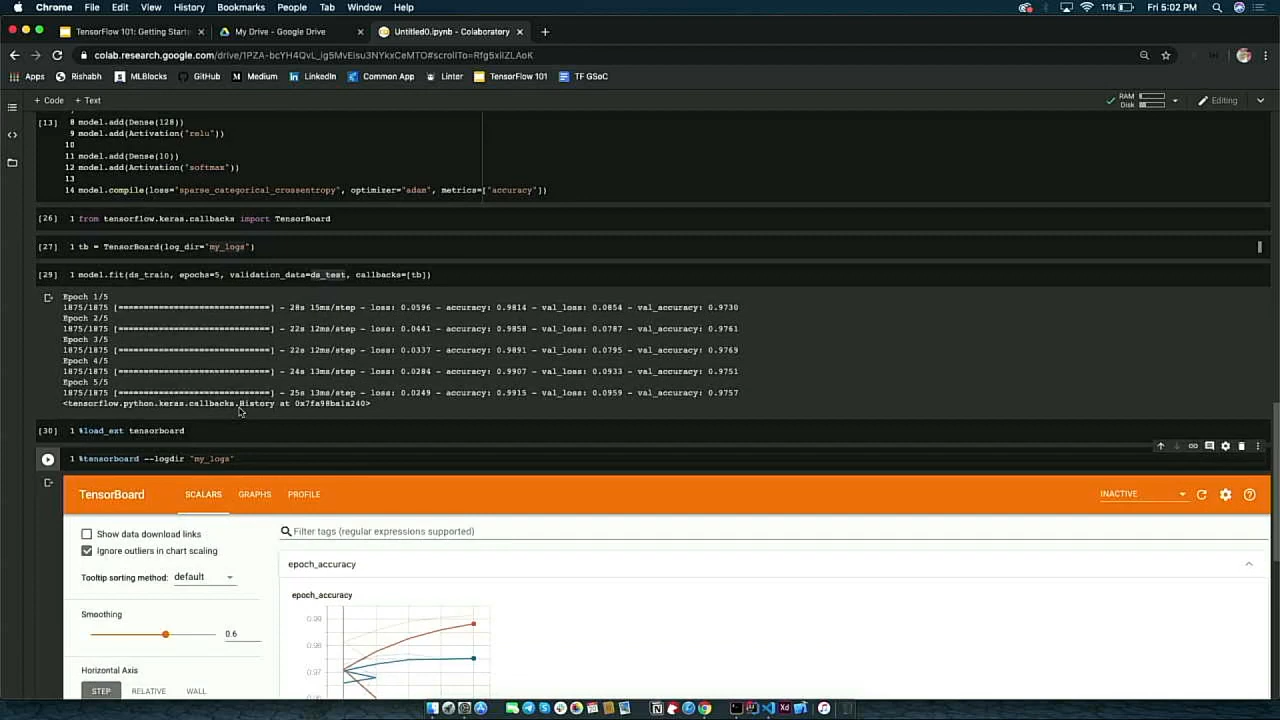 Chrome File Edit View History Bookmarks People Tab Window Help 11% Fri 5:02 PM
TensorFlow 101: Getting Starte My Drive - Google Drive Untitled0.ipynb - Colaboratory
Apps Rishabh MLBlocks GitHub Medium LinkedIn Common App Linter TensorFlow 101 TF GSoC
+ Code + Text RAM Disk Editing
[13] 8 model.add(Dense(128))
9 model.add(Activation("relu"))
10
11 model.add(Dense(10))
12 model.add(Activation("softmax"))
13
14 model.compile(loss="sparse_categorical_crossentropy", optimizer="adam", metrics=["accuracy"])
[26] 1 from tensorflow.keras.callbacks import TensorBoard
[27] 1 tb = TensorBoard(log_dir="my_logs")
[29] 1 model.fit(ds_train, epochs=5, validation_data=ds_test, callbacks=[tb])
Epoch 1/5
1875/1875 [==============================] - 28s 15ms/step - loss: 0.0596 - accuracy: 0.9814 - val_loss: 0.0854 - val_accuracy: 0.9730
Epoch 2/5
1875/1875 [==============================] - 22s 12ms/step - loss: 0.0441 - accuracy: 0.9858 - val_loss: 0.0787 - val_accuracy: 0.9761
Epoch 3/5
1875/1875 [==============================] - 22s 12ms/step - loss: 0.0337 - accuracy: 0.9891 - val_loss: 0.0795 - val_accuracy: 0.9769
Epoch 4/5
1875/1875 [==============================] - 24s 13ms/step - loss: 0.0284 - accuracy: 0.9907 - val_loss: 0.0933 - val_accuracy: 0.9751
Epoch 5/5
1875/1875 [==============================] - 25s 13ms/step - loss: 0.0249 - accuracy: 0.9915 - val_loss: 0.0959 - val_accuracy: 0.9757
<tensorflow.python.keras.callbacks.History at 0x7fa98ba1a240>
[30] 1 %load_ext tensorboard
1 %tensorboard --logdir "my_logs"
TensorBoard SCALARS GRAPHS PROFILE INACTIVE
Show data download links
Filter tags (regular expressions supported)
Ignore outliers in chart scaling
epoch_accuracy
Tooltip sorting method: default
epoch_accuracy
Smoothing
0.99
0.6
0.98
Horizontal Axis
0.97
STEP RELATIVE WALL